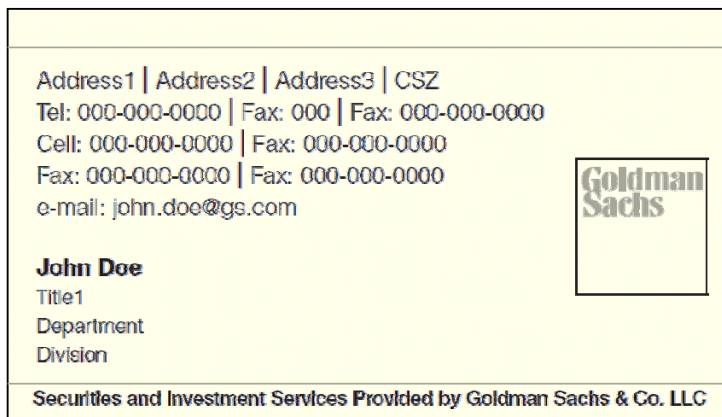 Address1 | Address2 | Address3 | CSZ
Tel: 000-000-0000 | Fax: 000 | Fax: 000-000-0000
Cell: 000-000-0000 | Fax: 000-000-0000
Fax: 000-000-0000 | Fax: 000-000-0000
e-mail: john.doe@gs.com
Goldman
Sachs
John Doe
Title1
Department
Division
Securities and Investment Services Provided by Goldman Sachs & Co. LLC